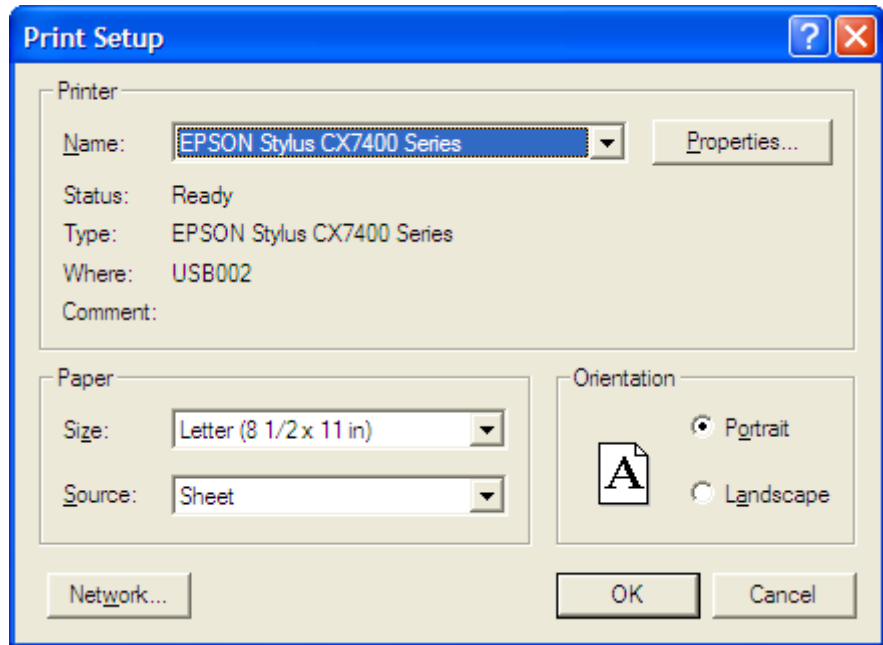 Print Setup
Printer
Name: EPSON Stylus CX7400 Series Properties...
Status: Ready
Type: EPSON Stylus CX7400 Series
Where: USB002
Comment:
Paper
Size: Letter (8 1/2 x 11 in)
Source: Sheet
Orientation
A
Portrait
Landscape
Network...
OK
Cancel